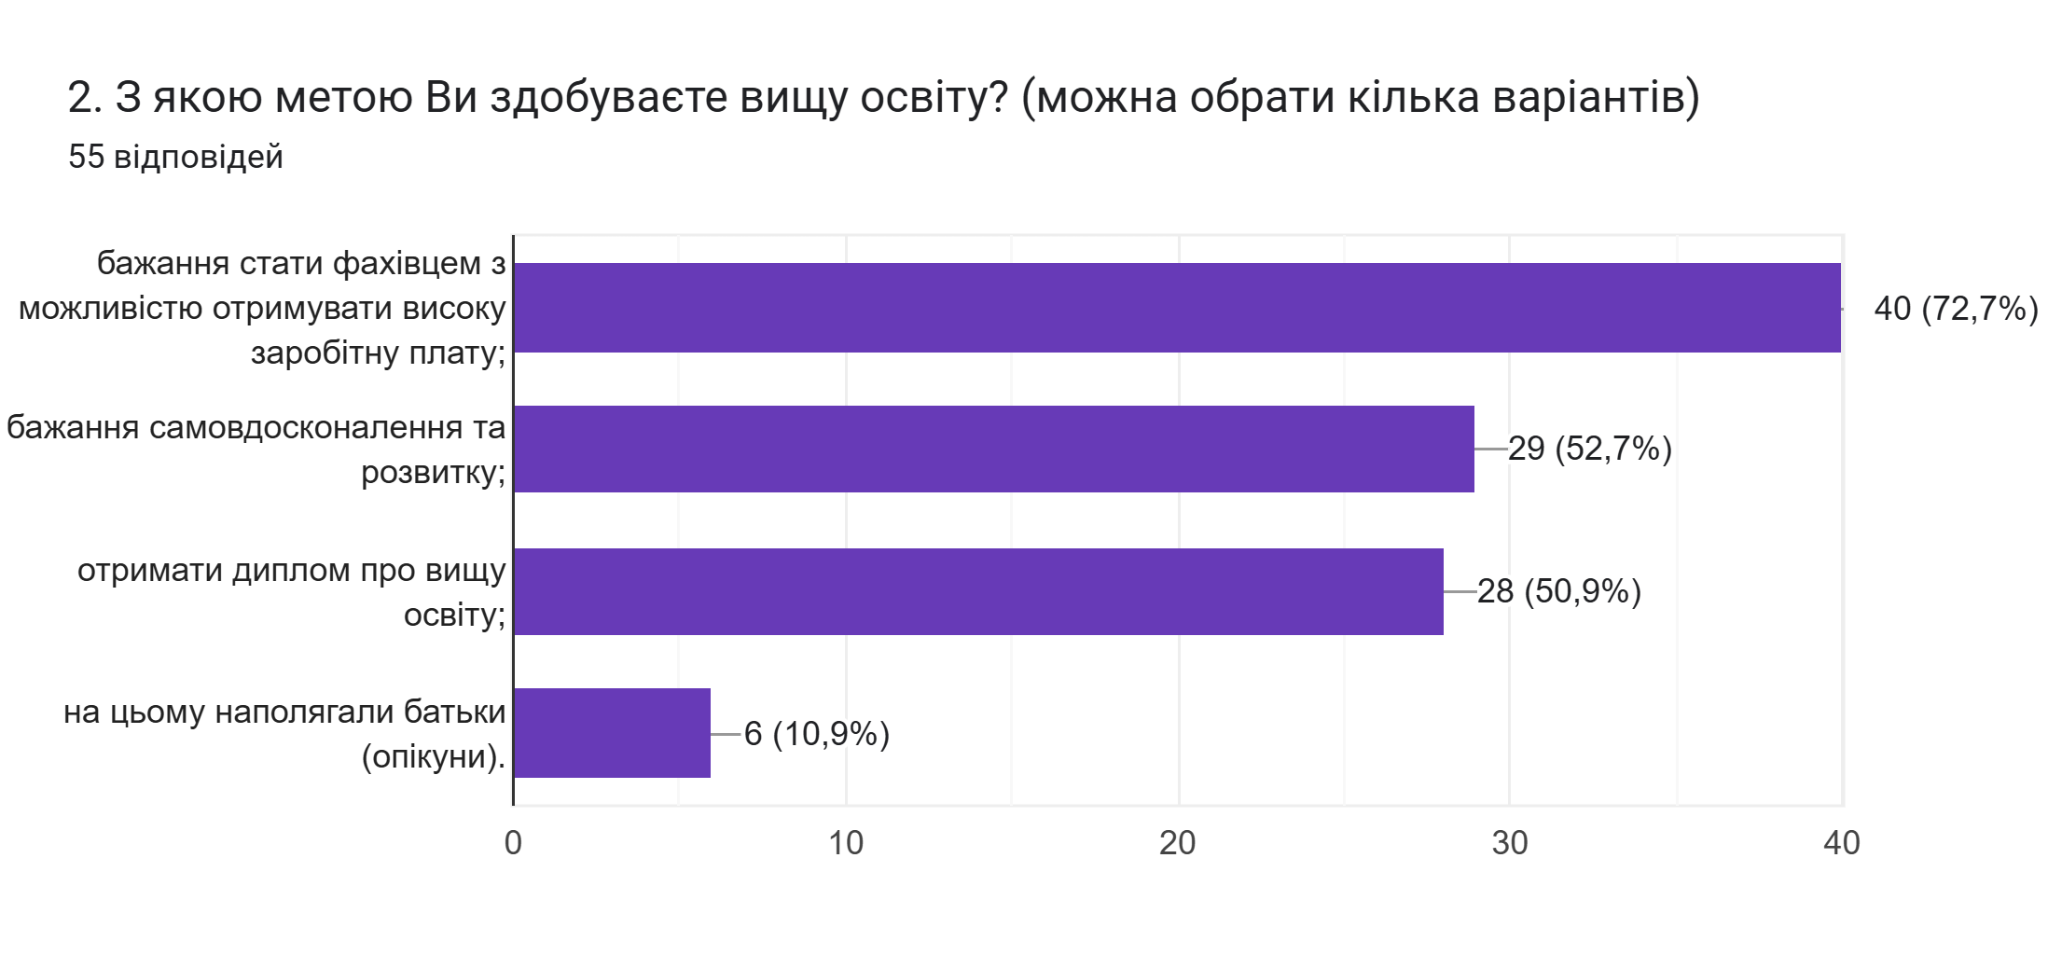 2. З якою метою Ви здобуваєте вищу освіту? (можна обрати кілька варіантів)
55 відповідей
бажання стати фахівцем з
можливістю отримувати високу
заробітну плату;
40 (72,7%)
бажання самовдосконалення та
розвитку;
29 (52,7%)
отримати диплом про вищу
освіту;
28 (50,9%)
на цьому наполягали батьки
(опікуни).
6 (10,9%)
0 10 20 30 40